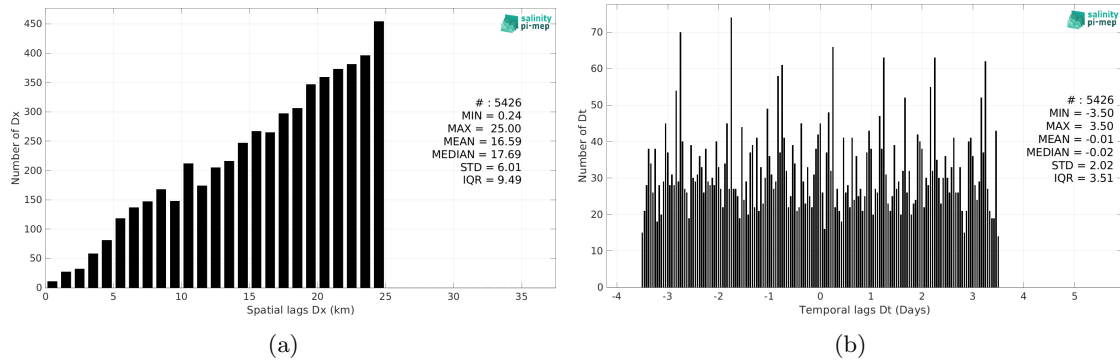 salinity
pi-mep
450
400
350
300
250
200
150
100
50
0
Number of Dx
# : 5426
MIN = 0.24
MAX = 25.00
MEAN = 16.59
MEDIAN = 17.69
STD = 6.01
IQR = 9.49
0 5 10 15 20 25 30 35
Spatial lags Dx (km)
(a)
salinity
pi-mep
70
60
50
40
30
20
10
0
Number of Dt
# : 5426
MIN = -3.50
MAX = 3.50
MEAN = -0.01
MEDIAN = -0.02
STD = 2.02
IQR = 3.51
-4 -3 -2 -1 0 1 2 3 4 5
Temporal lags Dt (Days)
(b)